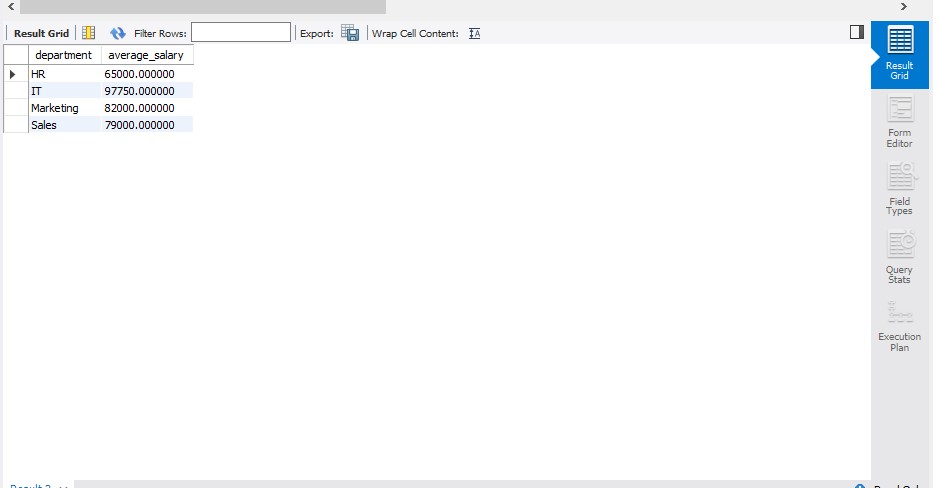 Result Grid Filter Rows: Export: Wrap Cell Content: IA
department average_salary
HR 65000.000000
IT 97750.000000
Marketing 82000.000000
Sales 79000.000000
Result
Grid
Form
Editor
Field
Types
Query
Stats
Execution
Plan